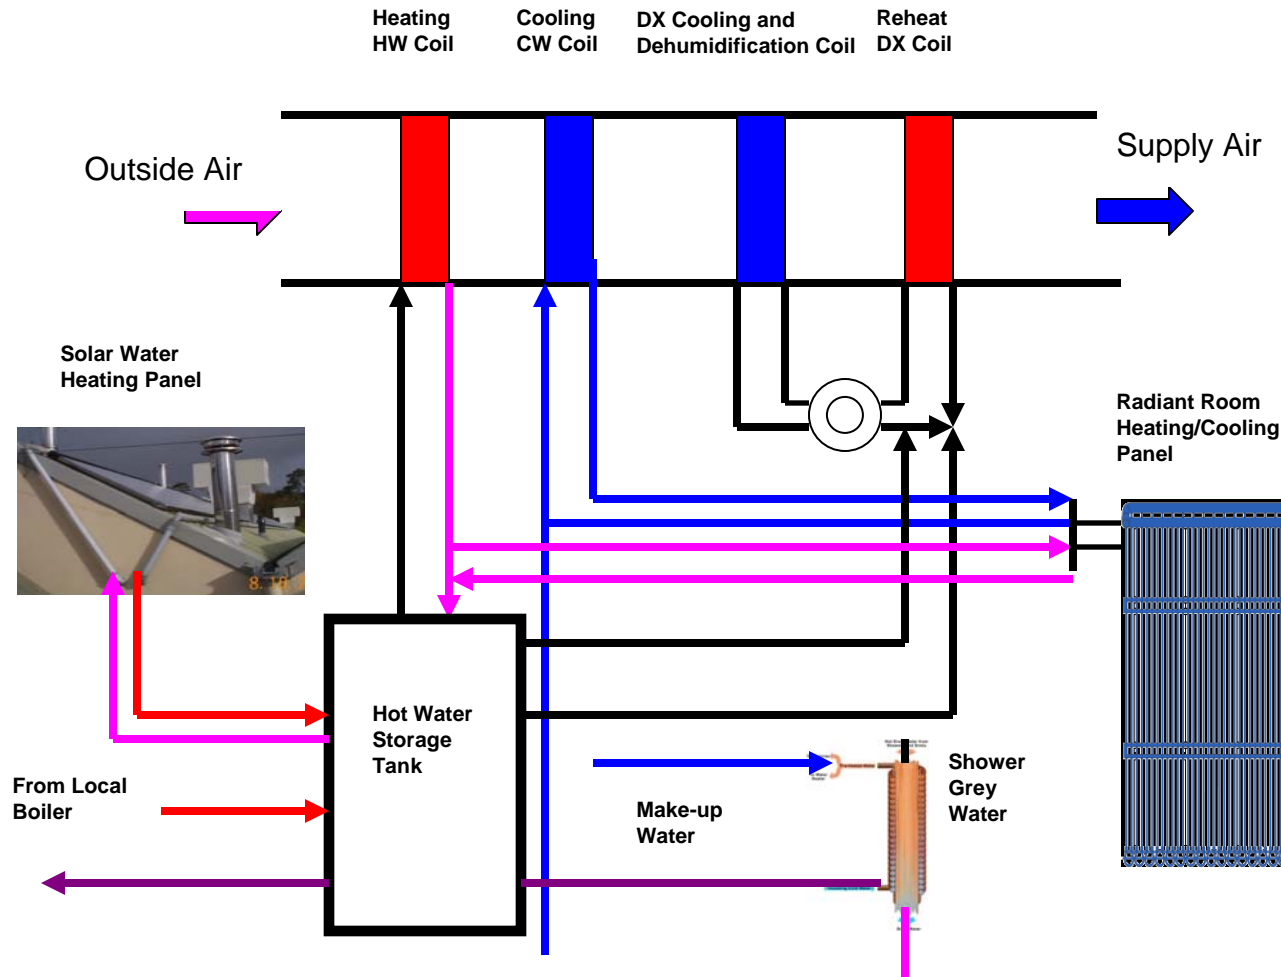 Heating
HW Coil
Cooling
CW Coil
DX Cooling and
Dehumidification Coil
Reheat
DX Coil
Outside Air
Supply Air
Solar Water
Heating Panel
Radiant Room
Heating/Cooling
Panel
8.10
Hot Water
Storage
Tank
From Local
Boiler
Make-up
Water
Shower
Grey
Water